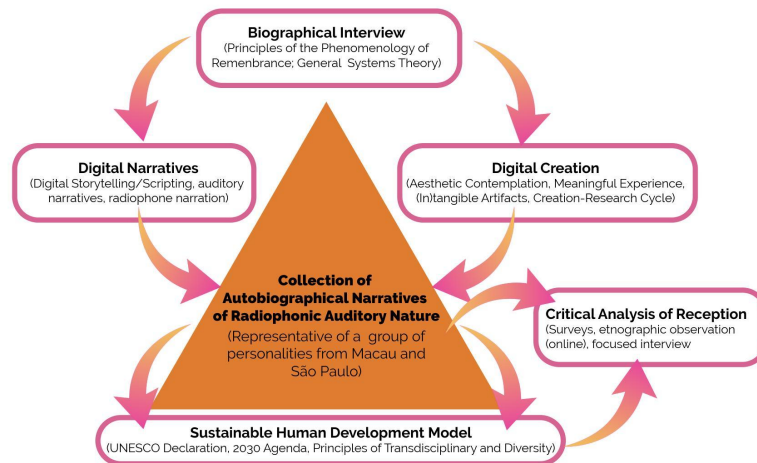 Biographical Interview
(Principles of the Phenomenology of
Remenbrance; General Systems Theory)
Digital Narratives
(Digital Storytelling/Scripting, auditory
narratives, radiophone narration)
Digital Creation
(Aesthetic Contemplation, Meaningful Experience,
(In)tangible Artifacts, Creation-Research Cycle)
Collection of
Autobiographical Narratives
of Radiophonic Auditory Nature
(Representative of a group of
personalities from Macau and
São Paulo)
Critical Analysis of Reception
(Surveys, etnographic observation
(online), focused interview
Sustainable Human Development Model
(UNESCO Declaration, 2030 Agenda, Principles of Transdisciplinary and Diversity)